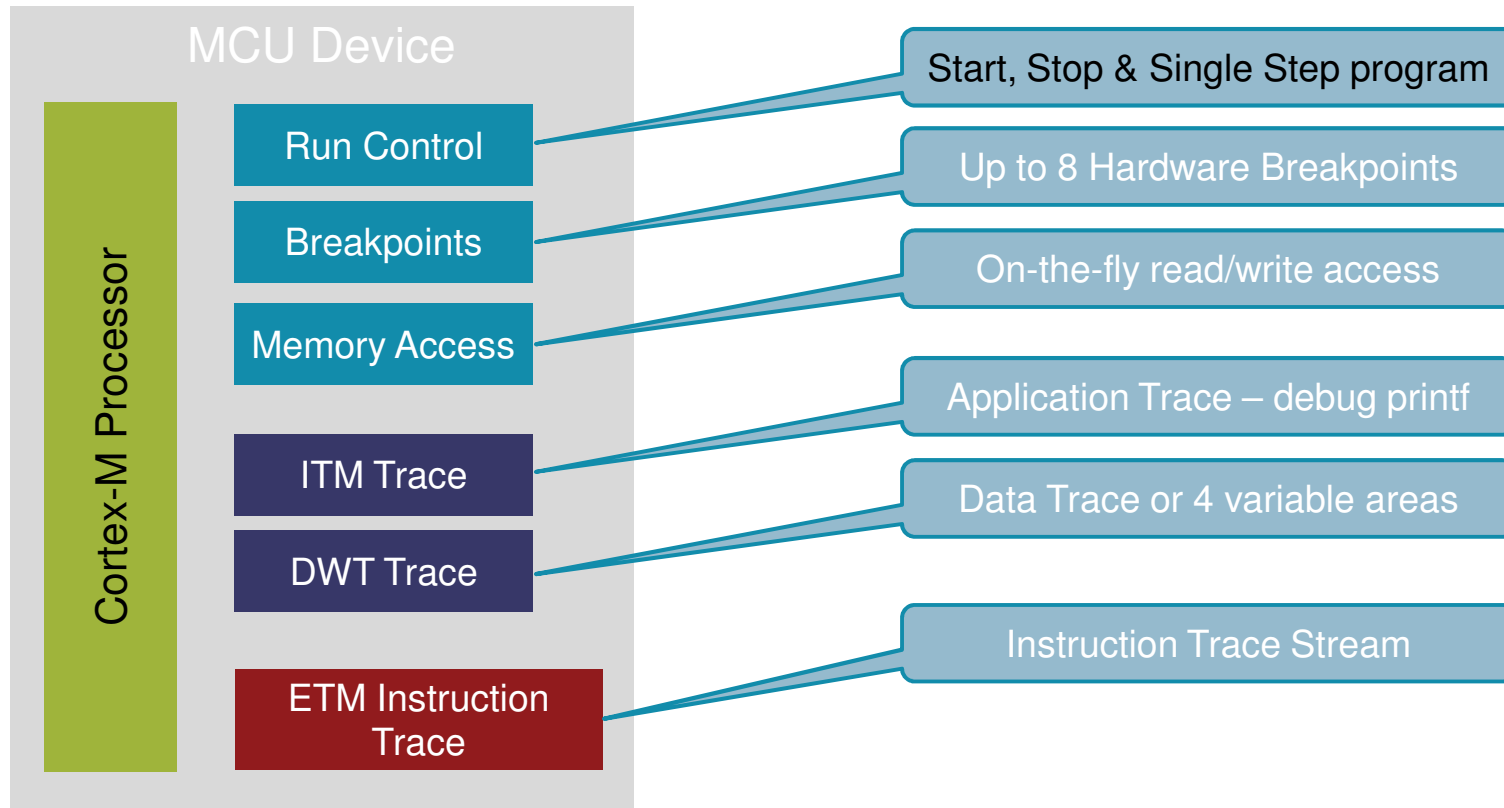 MCU Device
Cortex-M Processor
Run Control
Start, Stop & Single Step program
Breakpoints
Up to 8 Hardware Breakpoints
Memory Access
On-the-fly read/write access
ITM Trace
Application Trace – debug printf
DWT Trace
Data Trace or 4 variable areas
ETM Instruction
Trace
Instruction Trace Stream